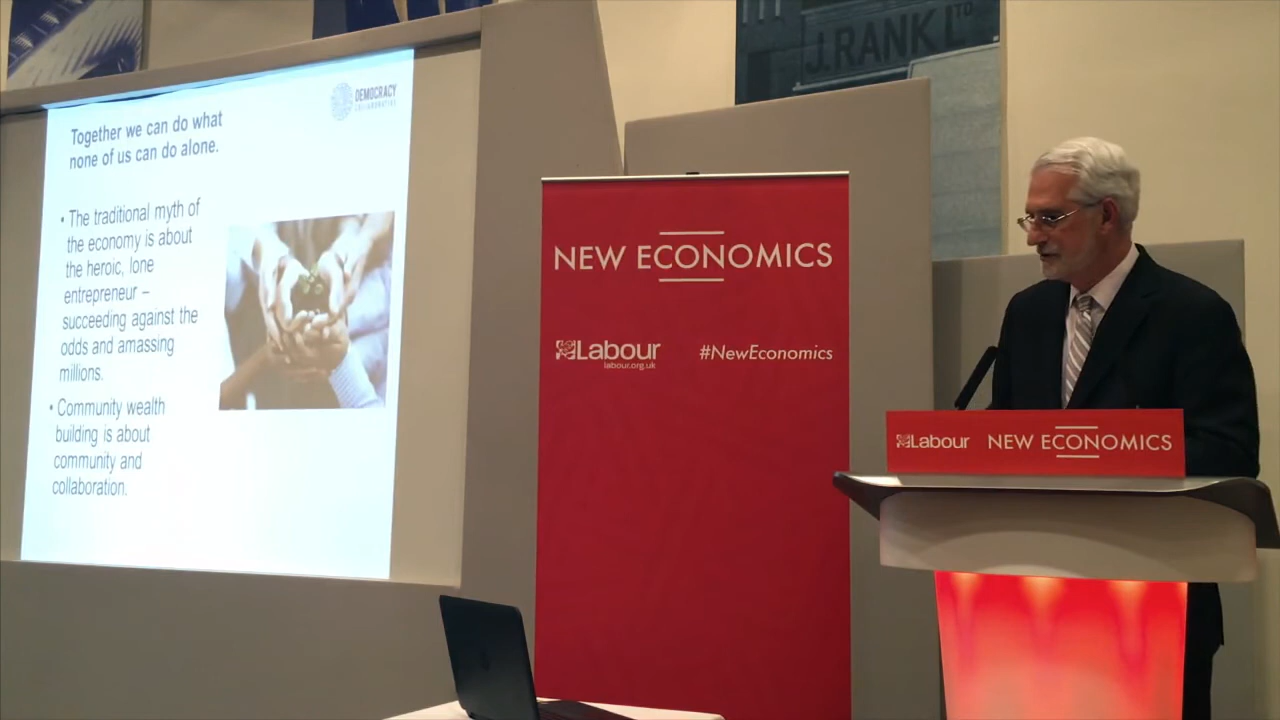 DEMOCRACY
COLLABORATIVE
Together we can do what
none of us can do alone.
• The traditional myth of
the economy is about
the heroic, lone
entrepreneur –
succeeding against the
odds and amassing
millions.
• Community wealth
building is about
community and
collaboration.
J. RANK LTD
NEW ECONOMICS
Labour
labour.org.uk
#NewEconomics
Labour NEW ECONOMICS